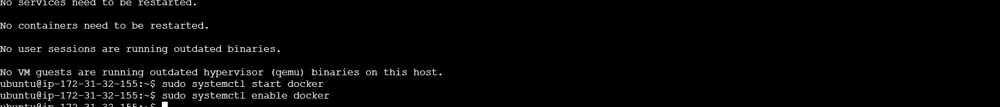 No services need to be restarted.
No containers need to be restarted.
No user sessions are running outdated binaries.
No VM guests are running outdated hypervisor (qemu) binaries on this host.
ubuntu@ip-172-31-32-155:~$ sudo systemctl start docker
ubuntu@ip-172-31-32-155:~$ sudo systemctl enable docker
ubuntu@ip-172-31-32-155:~$